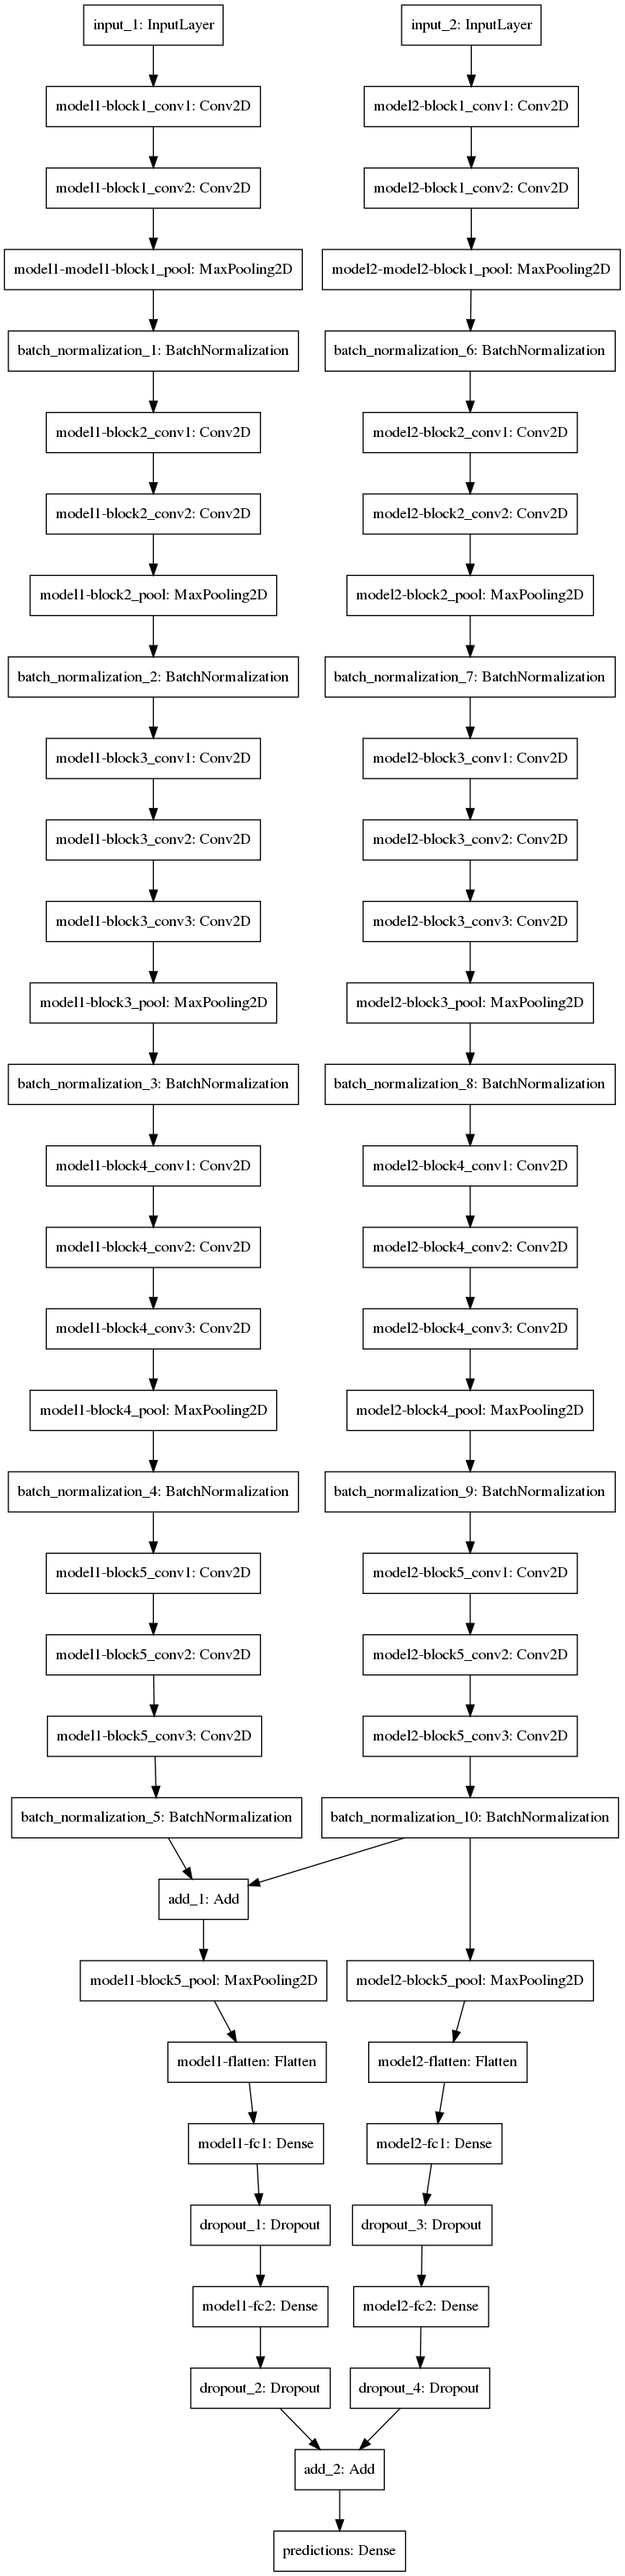 input_1: InputLayer
input_2: InputLayer
model1-block1_conv1: Conv2D
model2-block1_conv1: Conv2D
model1-block1_conv2: Conv2D
model2-block1_conv2: Conv2D
model1-model1-block1_pool: MaxPooling2D
model2-model2-block1_pool: MaxPooling2D
batch_normalization_1: BatchNormalization
batch_normalization_6: BatchNormalization
model1-block2_conv1: Conv2D
model2-block2_conv1: Conv2D
model1-block2_conv2: Conv2D
model2-block2_conv2: Conv2D
model1-block2_pool: MaxPooling2D
model2-block2_pool: MaxPooling2D
batch_normalization_2: BatchNormalization
batch_normalization_7: BatchNormalization
model1-block3_conv1: Conv2D
model2-block3_conv1: Conv2D
model1-block3_conv2: Conv2D
model2-block3_conv2: Conv2D
model1-block3_conv3: Conv2D
model2-block3_conv3: Conv2D
model1-block3_pool: MaxPooling2D
model2-block3_pool: MaxPooling2D
batch_normalization_3: BatchNormalization
batch_normalization_8: BatchNormalization
model1-block4_conv1: Conv2D
model2-block4_conv1: Conv2D
model1-block4_conv2: Conv2D
model2-block4_conv2: Conv2D
model1-block4_conv3: Conv2D
model2-block4_conv3: Conv2D
model1-block4_pool: MaxPooling2D
model2-block4_pool: MaxPooling2D
batch_normalization_4: BatchNormalization
batch_normalization_9: BatchNormalization
model1-block5_conv1: Conv2D
model2-block5_conv1: Conv2D
model1-block5_conv2: Conv2D
model2-block5_conv2: Conv2D
model1-block5_conv3: Conv2D
model2-block5_conv3: Conv2D
batch_normalization_5: BatchNormalization
batch_normalization_10: BatchNormalization
add_1: Add
model1-block5_pool: MaxPooling2D
model2-block5_pool: MaxPooling2D
model1-flatten: Flatten
model2-flatten: Flatten
model1-fc1: Dense
model2-fc1: Dense
dropout_1: Dropout
dropout_3: Dropout
model1-fc2: Dense
model2-fc2: Dense
dropout_2: Dropout
dropout_4: Dropout
add_2: Add
predictions: Dense